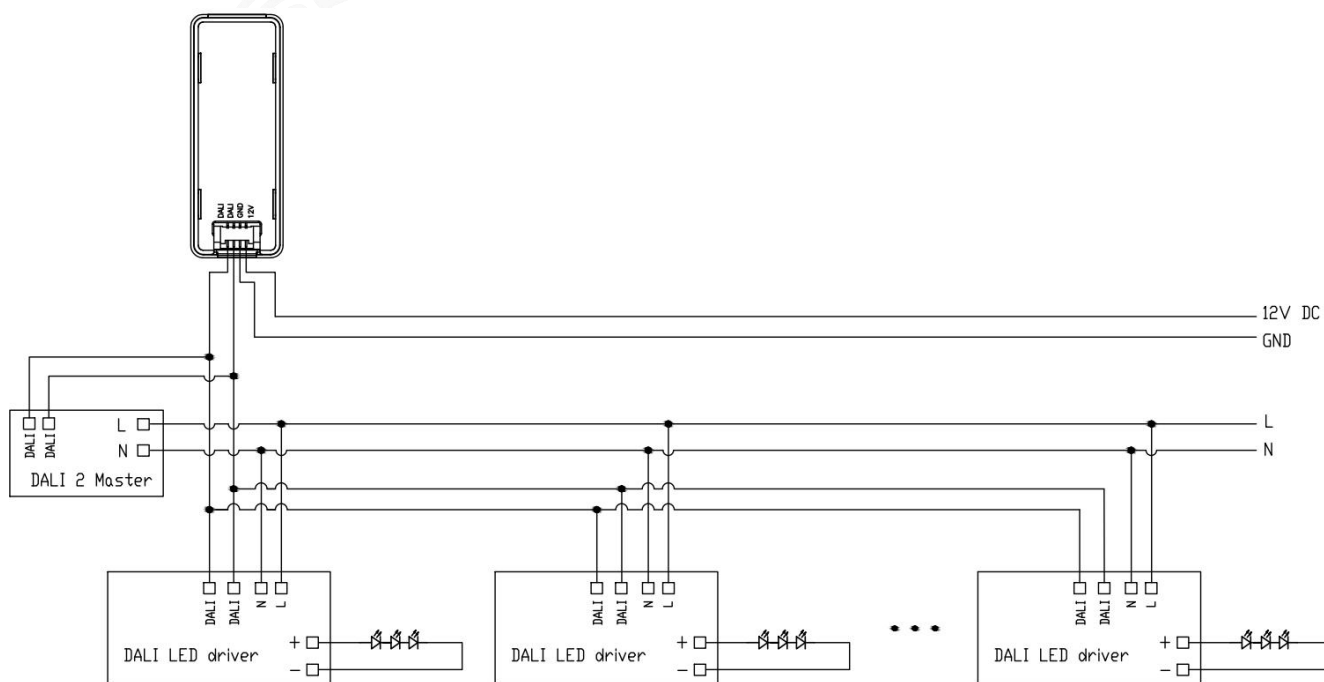 DALI DALI GND 12V
12V DC
GND
DALI DALI L
N
DALI 2 Master
L
N
DALI DALI N L
+
DALI LED driver
-
DALI DALI N L
+
DALI LED driver
-
DALI DALI N L
+
DALI LED driver
-